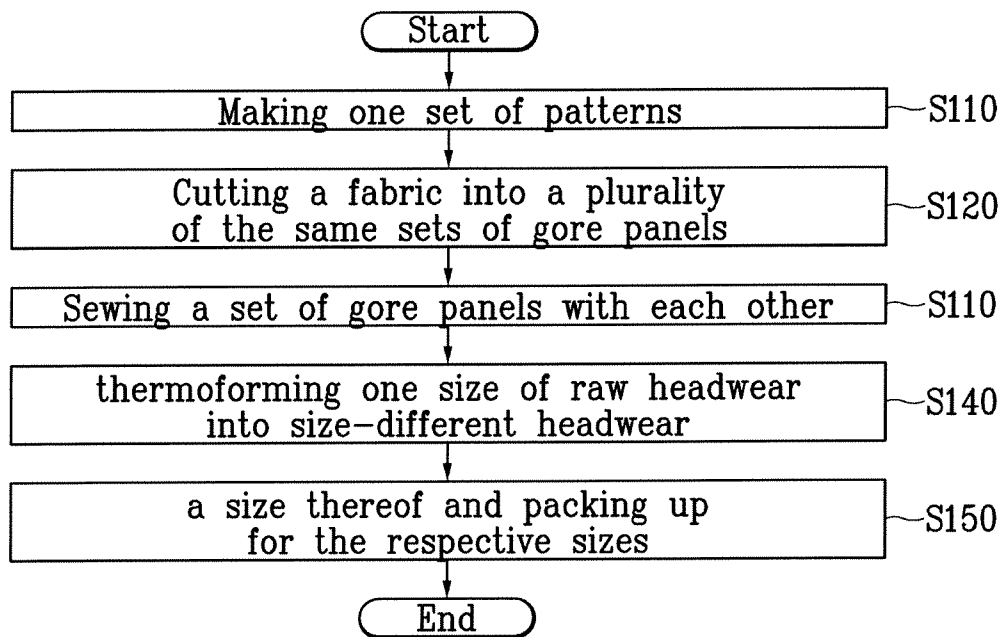 Start
Making one set of patterns
S110
Cutting a fabric into a plurality
of the same sets of gore panels
S120
Sewing a set of gore panels with each other
S110
thermoforming one size of raw headwear
into size-different headwear
S140
a size thereof and packing up
for the respective sizes
S150
End